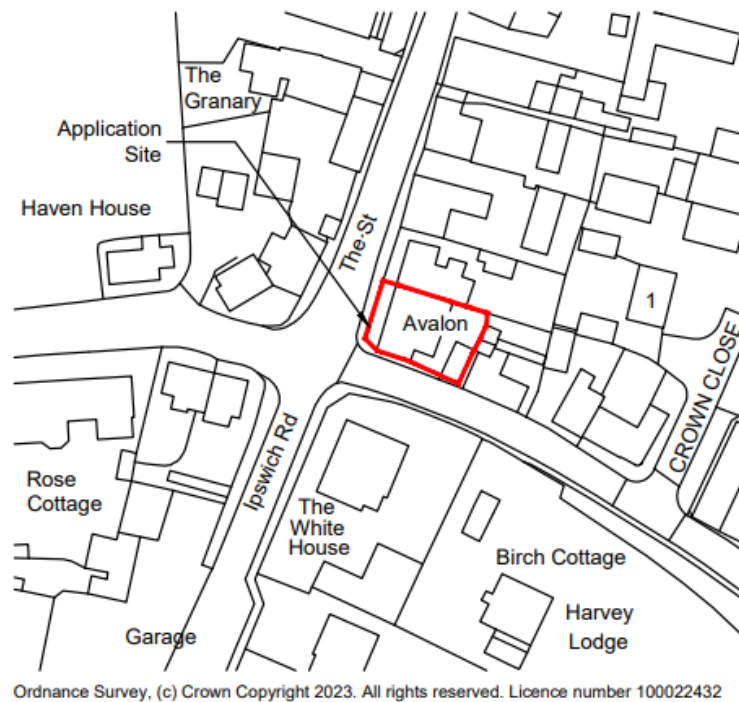 The
Granary
Application
Site
Haven House
The St
1
Avalon
CROWN CLOSE
Ipswich Rd
Rose
Cottage
The
White
House
Birch Cottage
Harvey
Lodge
Garage
Ordnance Survey, (c) Crown Copyright 2023. All rights reserved. Licence number 100022432